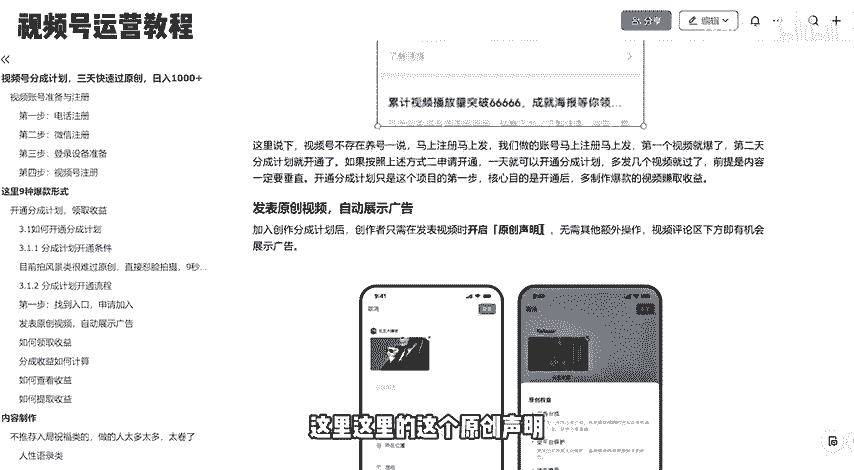 视频号运营教程
分享
编辑
视频号分成计划，三天快速过原创，日入1000+
视频账号准备与注册
第一步：电话注册
第二步：微信注册
第三步：登录设备准备
第四步：视频号注册
这里9种爆款形式
开通分成计划，领取收益
3.1如何开通分成计划
3.1.1 分成计划开通条件
目前拍风景类很难过原创，直接怼脸拍摄，9秒...
3.1.2 分成计划开通流程
第一步：找到入口，申请加入
发表原创视频，自动展示广告
如何领取收益
分成收益如何计算
如何查看收益
如何提取收益
内容制作
不推荐入局祝福类的，做的人太多太多，太卷了
人性语录类
了解详情
累计视频播放量突破66666，成就海报等你领...
这里说下，视频号不存在养号一说，马上注册马上发，我们做的账号马上注册马上发，第一个视频就爆了，第二天
分成计划就开通了，如果按照上述方式二申请开通，一天就可以开通分成计划，多发几个视频就过了，前提是内容
一定要垂直。开通分成计划只是这个项目的第一步，核心目的是开通后，多制作爆款的视频赚取收益。
发表原创视频，自动展示广告
加入创作分成计划后，创作者只需在发表视频时开启「原创声明」，无需其他额外操作，视频评论区下方即有机会
展示广告。
9:41
取消
原创权益
这里这里的这个原创声明